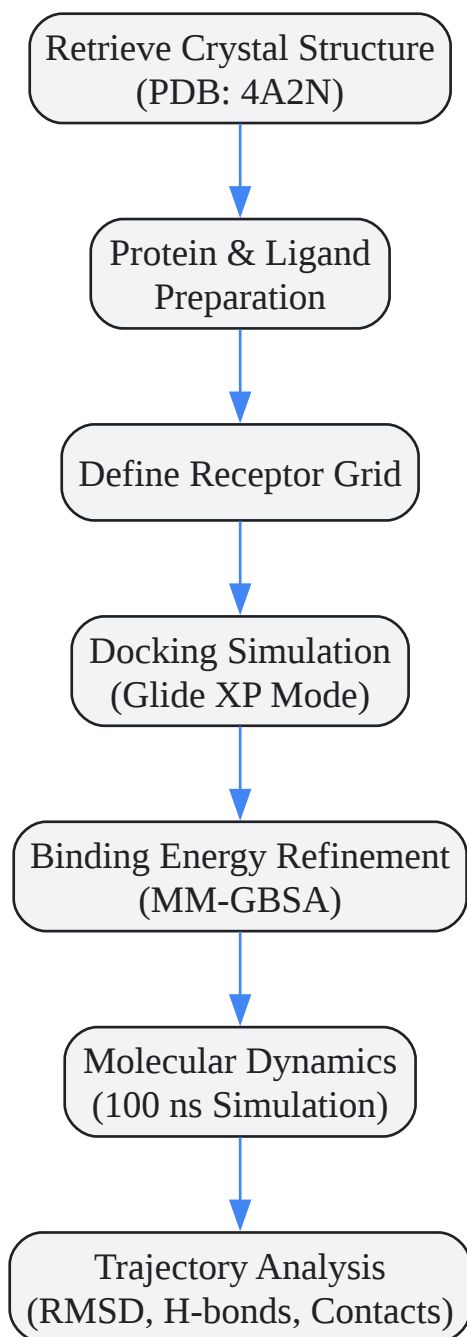 Retrieve Crystal Structure
(PDB: 4A2N)
Protein & Ligand
Preparation
Define Receptor Grid
Docking Simulation
(Glide XP Mode)
Binding Energy Refinement
(MM-GBSA)
Molecular Dynamics
(100 ns Simulation)
Trajectory Analysis
(RMSD, H-bonds, Contacts)